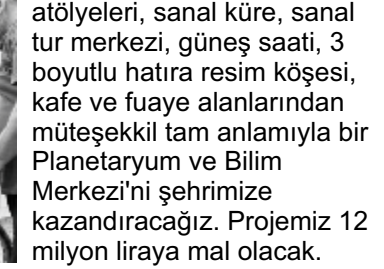 atölyeleri, sanal küre, sanal
tur merkezi, güneş saati, 3
boyutlu hatıra resim köşesi,
kafe ve fuaye alanlarından
müteşekkil tam anlamıyla bir
Planetaryum ve Bilim
Merkezi'ni şehrimize
kazandıracağız. Projemiz 12
milyon liraya mal olacak.